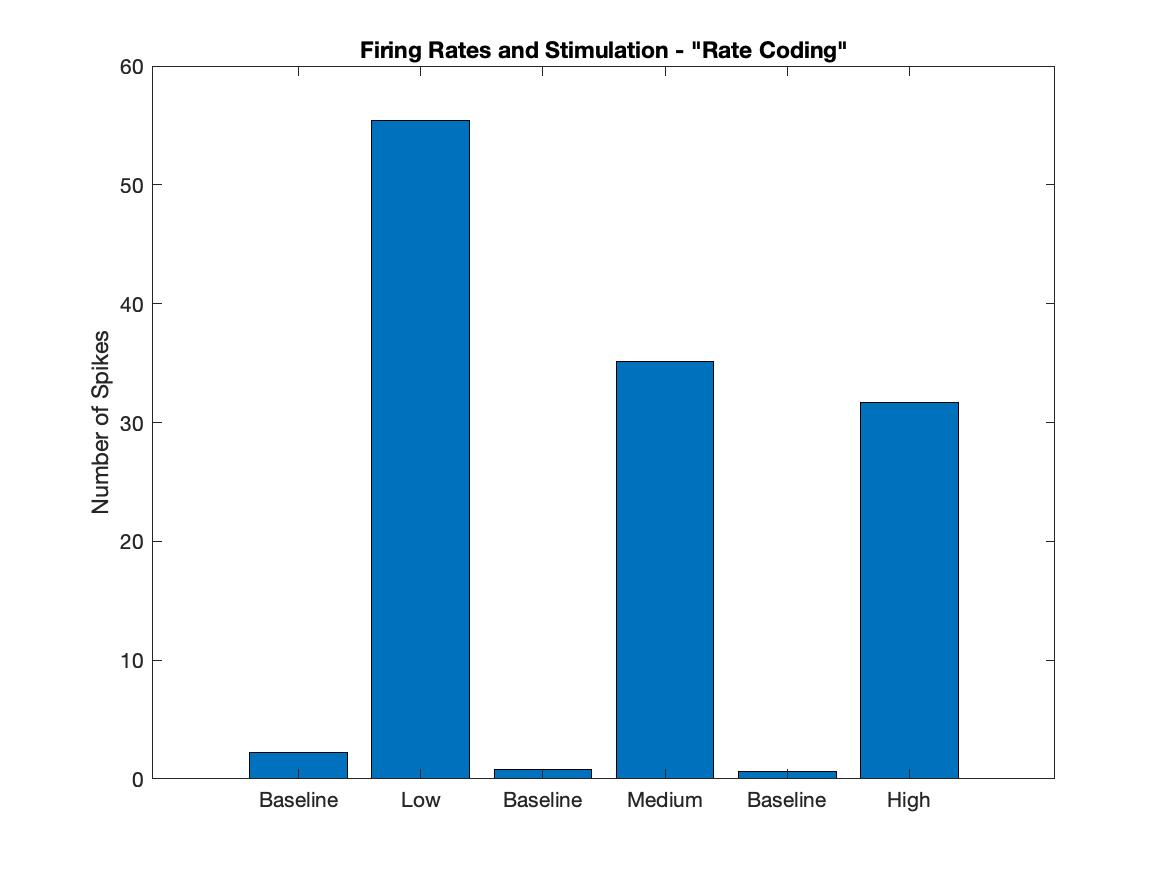 Firing Rates and Stimulation - "Rate Coding"
60
50
40
30
20
10
0
Number of Spikes
Baseline Low Baseline Medium Baseline High